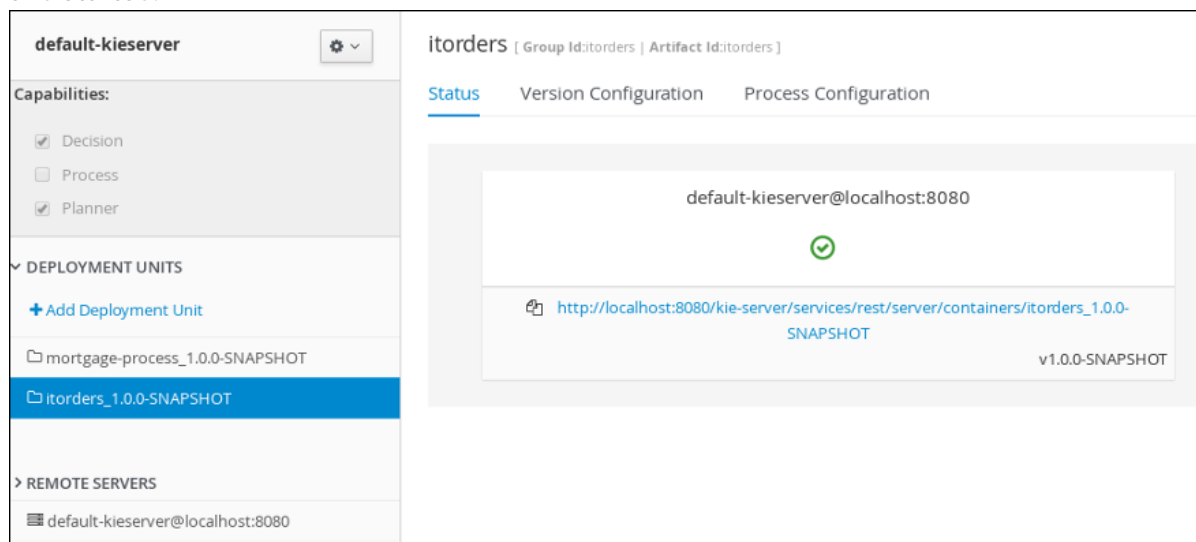 default-kieserver
Capabilities:
Decision
Process
Planner
DEPLOYMENT UNITS
+ Add Deployment Unit
mortgage-process_1.0.0-SNAPSHOT
itorders_1.0.0-SNAPSHOT
REMOTE SERVERS
default-kieserver@localhost:8080
itorders [ Group Id:itorders | Artifact Id:itorders ]
Status Version Configuration Process Configuration
default-kieserver@localhost:8080
http://localhost:8080/kie-server/services/rest/server/containers/itorders_1.0.0-
SNAPSHOT
v1.0.0-SNAPSHOT